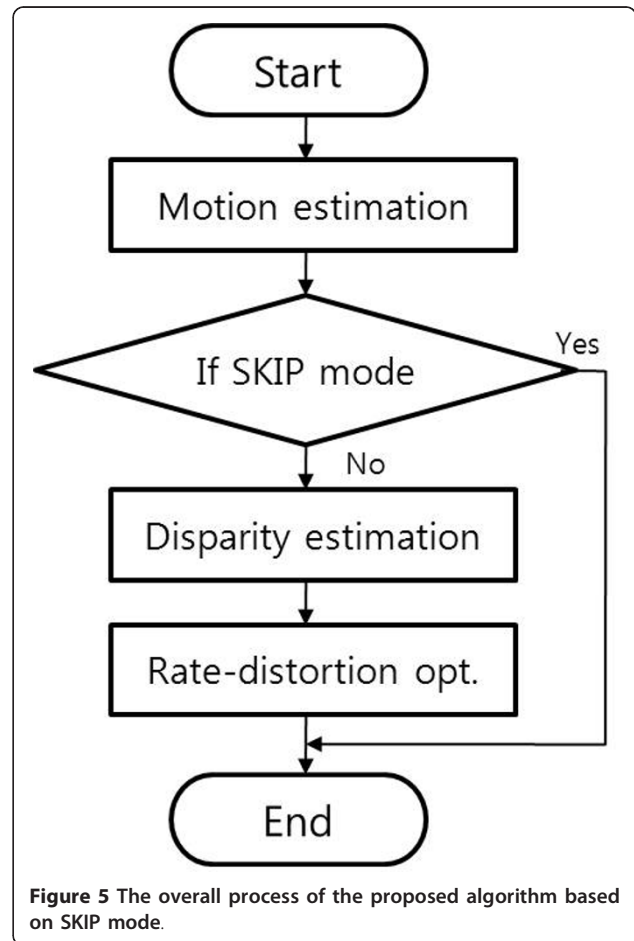 Start
Motion estimation
If SKIP mode
Yes
No
Disparity estimation
Rate-distortion opt.
End
Figure 5 The overall process of the proposed algorithm based
on SKIP mode.